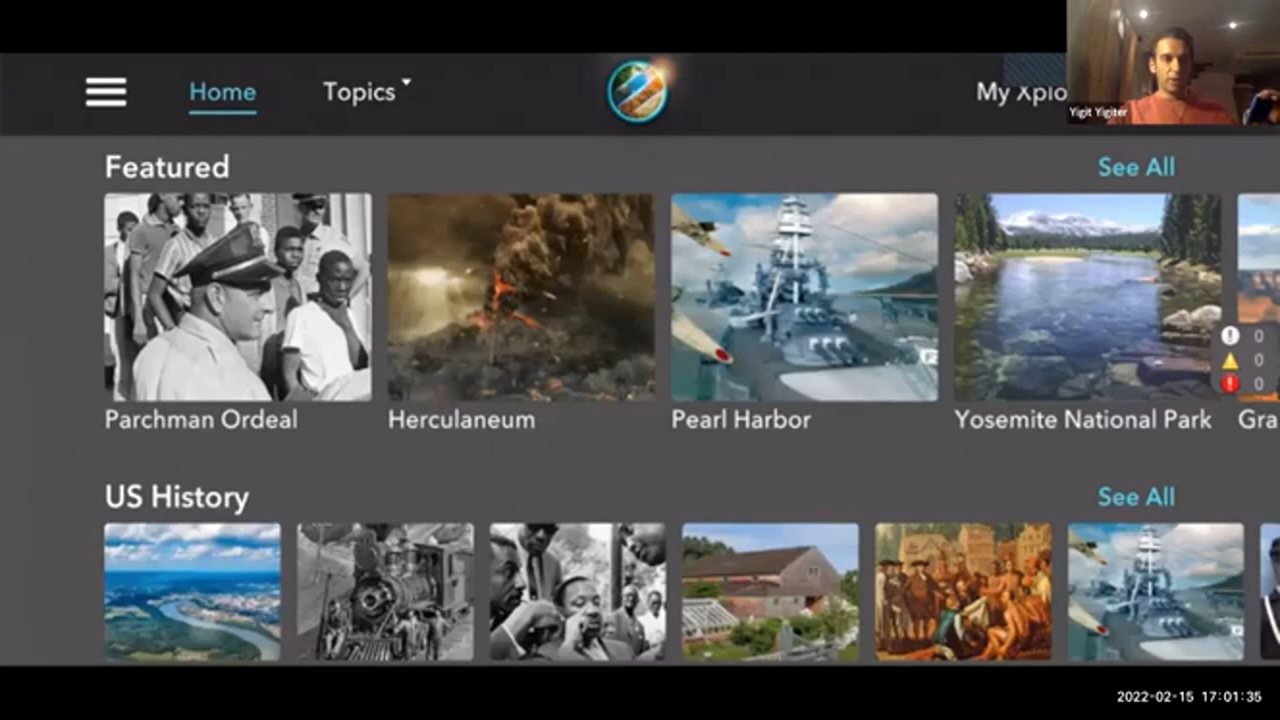 Home
Topics
My Xplo
Yigit Yigiter
Featured
See All
Parchman Ordeal
Herculaneum
Pearl Harbor
Yosemite National Park
Gra
0
0
0
US History
See All
2022-02-15 17:01:35